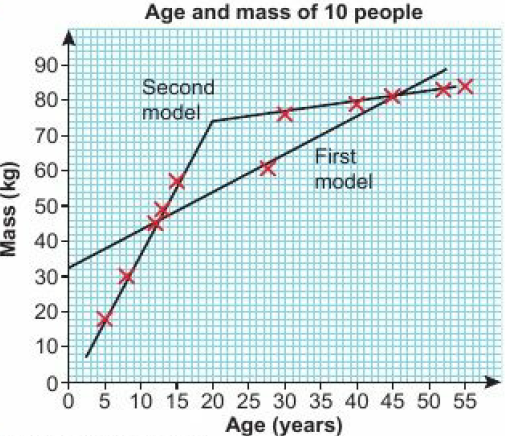 Age and mass of 10 people
Mass (kg)
90
80
70
60
50
40
30
20
10
0
Second
model
First
model
0 5 10 15 20 25 30 35 40 45 50 55
Age (years)